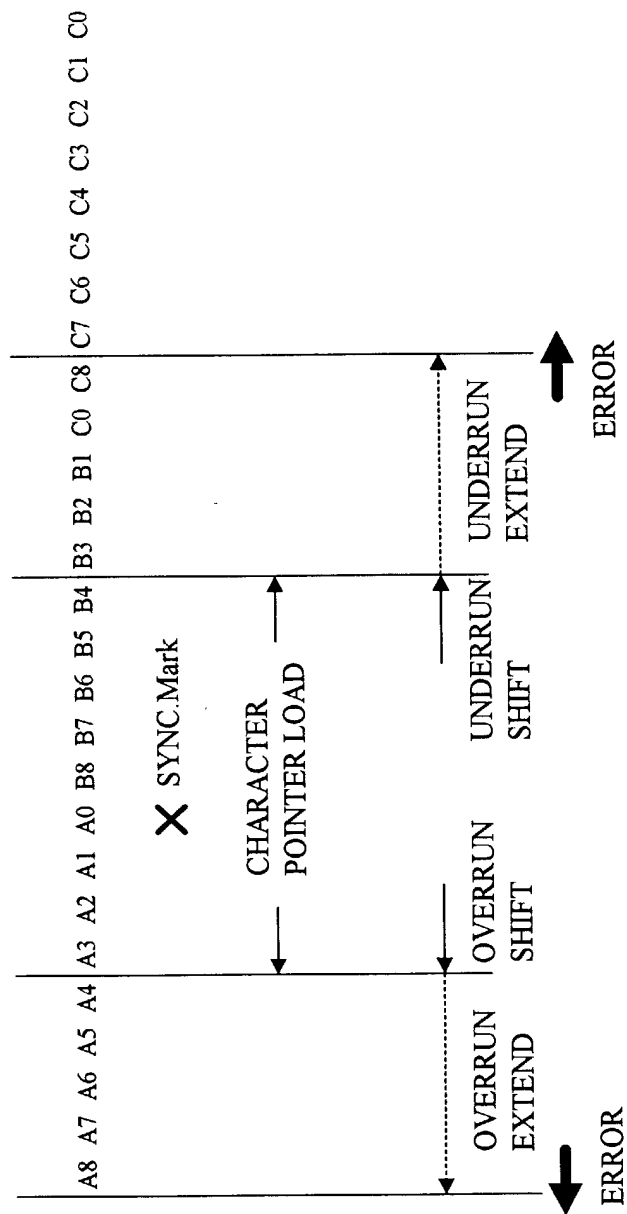 A8 A7 A6 A5 A4 A3 A2 A1 A0 B8 B7 B6 B5 B4 B3 B2 B1 C0 C8 C7 C6 C5 C4 C3 C2 C1 C0
SYNC.Mark
CHARACTER
POINTER LOAD
OVERRUN
EXTEND
OVERRUN
SHIFT
UNDERRUN
SHIFT
UNDERRUN
EXTEND
ERROR
ERROR